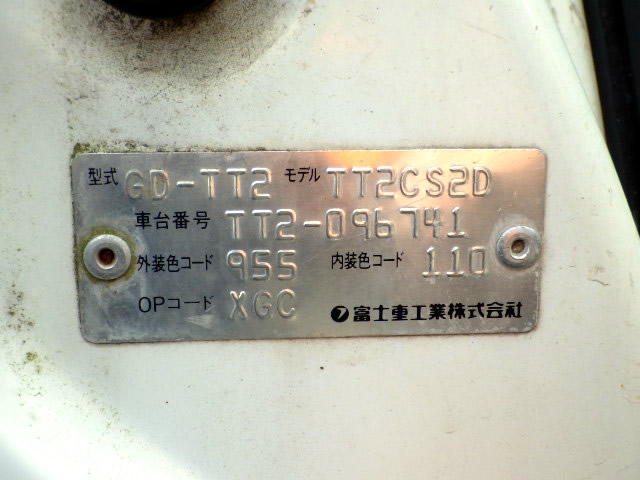 型式 GD-TT2 モデル TT2CS2D
車台番号 TT2-096741
外装色コード 955 内装色コード 110
OPコード XGC フ富士重工業株式会社